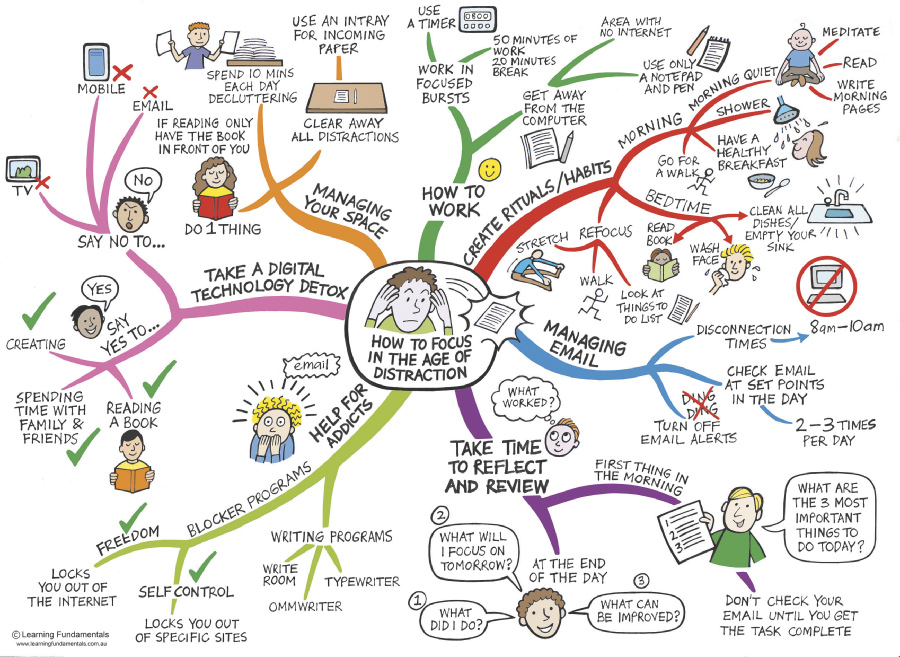 HOW TO FOCUS
IN THE AGE OF
DISTRACTION
HOW TO
WORK
WORK IN
FOCUSED
BURSTS
USE
A TIMER
50 MINUTES OF
WORK
20 MINUTES
BREAK
GET AWAY
FROM THE
COMPUTER
AREA WITH
NO INTERNET
USE ONLY
A NOTEPAD
AND PEN
CREATE RITUALS/HABITS
MORNING
MORNING QUIET
MEDITATE
READ
WRITE
MORNING
PAGES
SHOWER
HAVE A
HEALTHY
BREAKFAST
GO FOR
A WALK
BEDTIME
CLEAN ALL
DISHES/
EMPTY YOUR
SINK
WASH
FACE
READ
BOOK
REFOCUS
STRETCH
WALK
LOOK AT
THINGS TO
DO LIST
MANAGING
EMAIL
DISCONNECTION
TIMES
8am-10am
CHECK EMAIL
AT SET POINTS
IN THE DAY
2-3 TIMES
PER DAY
DING
DING
TURN OFF
EMAIL ALERTS
TAKE TIME
TO REFLECT
AND REVIEW
WHAT
WORKED?
FIRST THING IN
THE MORNING
1
2
3
WHAT ARE
THE 3 MOST
IMPORTANT
THINGS TO
DO TODAY?
DON'T CHECK YOUR
EMAIL UNTIL YOU GET
THE TASK COMPLETE
AT THE END
OF THE DAY
1
WHAT
DID I DO?
2
WHAT WILL
I FOCUS ON
TOMORROW?
3
WHAT CAN
BE IMPROVED?
HELP FOR
ADDICTS
email
WRITING PROGRAMS
WRITE
ROOM
OMMWRITER
TYPEWRITER
BLOCKER PROGRAMS
FREEDOM
LOCKS
YOU OUT OF
THE INTERNET
SELF CONTROL
LOCKS YOU OUT
OF SPECIFIC SITES
TAKE A DIGITAL
TECHNOLOGY DETOX
SAY NO TO...
NO
TV
MOBILE
EMAIL
SAY
YES TO...
YES
CREATING
SPENDING
TIME WITH
FAMILY &
FRIENDS
READING
A BOOK
MANAGING
YOUR SPACE
DO 1 THING
IF READING ONLY
HAVE THE BOOK
IN FRONT OF YOU
SPEND 10 MINS
EACH DAY
DECLUTTERING
CLEAR AWAY
ALL DISTRACTIONS
USE AN INTRAY
FOR INCOMING
PAPER
© Learning Fundamentals
www.learningfundamentals.com.au